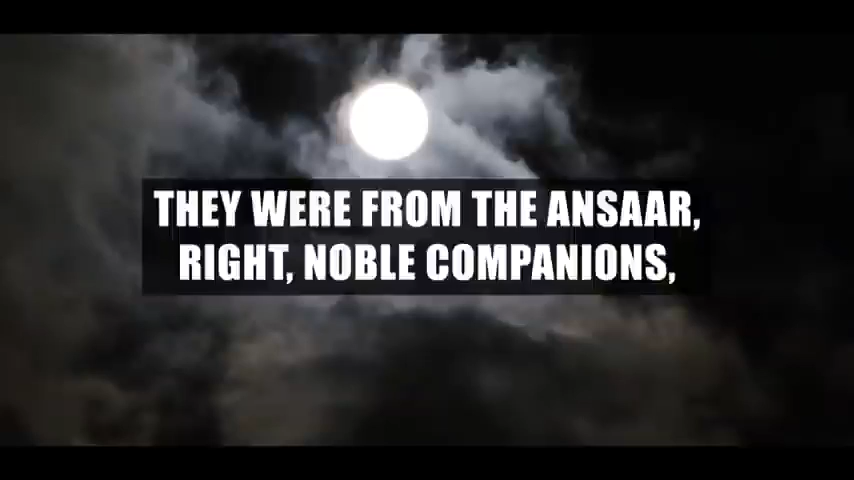 THEY WERE FROM THE ANSAAR,
RIGHT, NOBLE COMPANIONS,